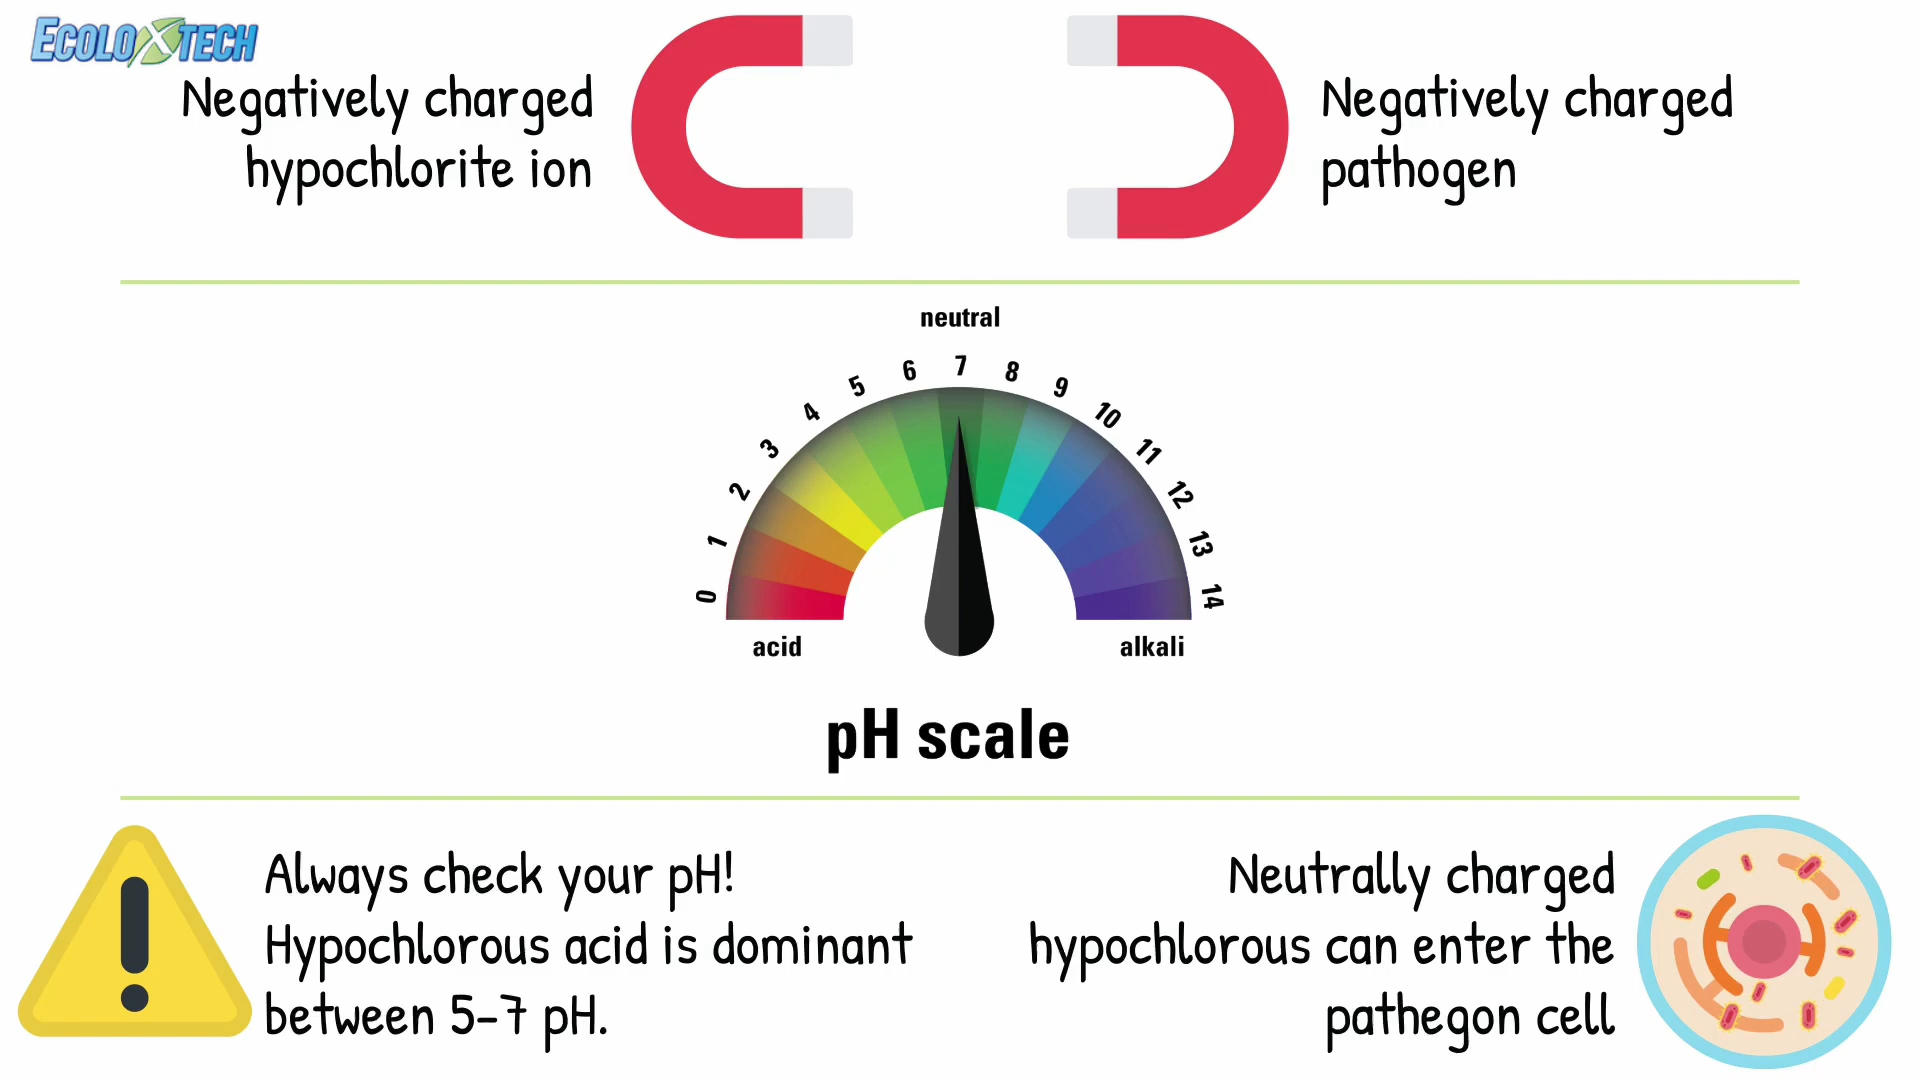 ECOLOXTECH
Negatively charged
hypochlorite ion
Negatively charged
pathogen
neutral
0
1
2
3
4
5
6
7
8
9
10
11
12
13
14
acid
alkali
pH scale
Always check your pH!
Hypochlorous acid is dominant
between 5-7 pH.
Neutrally charged
hypochlorous can enter the
pathegon cell